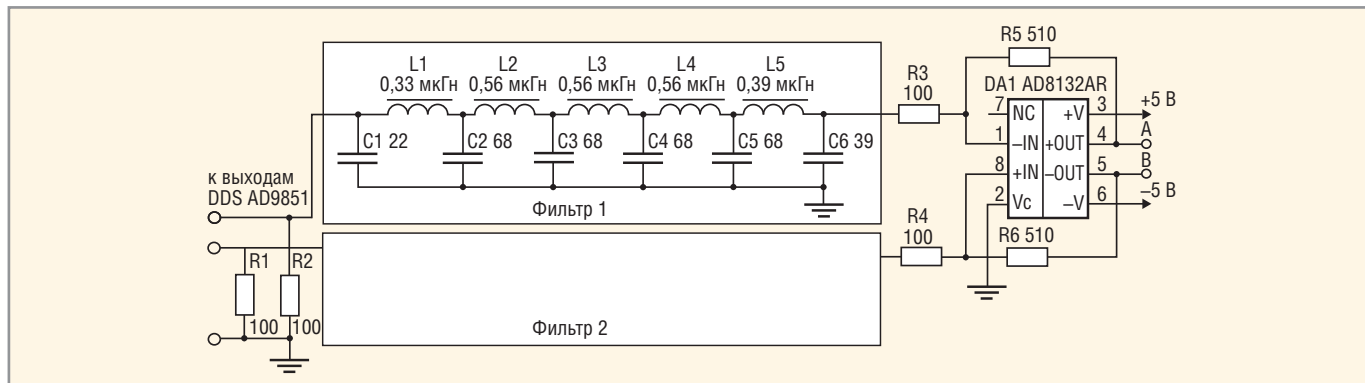 L1
0,33 мкГн
L2
0,56 мкГн
L3
0,56 мкГн
L4
0,56 мкГн
L5
0,39 мкГн
C1 22
C2 68
C3 68
C4 68
C5 68
C6 39
Фильтр 1
к выходам
DDS AD9851
R1
100
R2
100
Фильтр 2
R3
100
R4
100
R5 510
DA1 AD8132AR
7 NC +V 3 +5 В
1 –IN +OUT 4 A
8 +IN –OUT 5 B
2 Vc –V 6 –5 В
R6 510